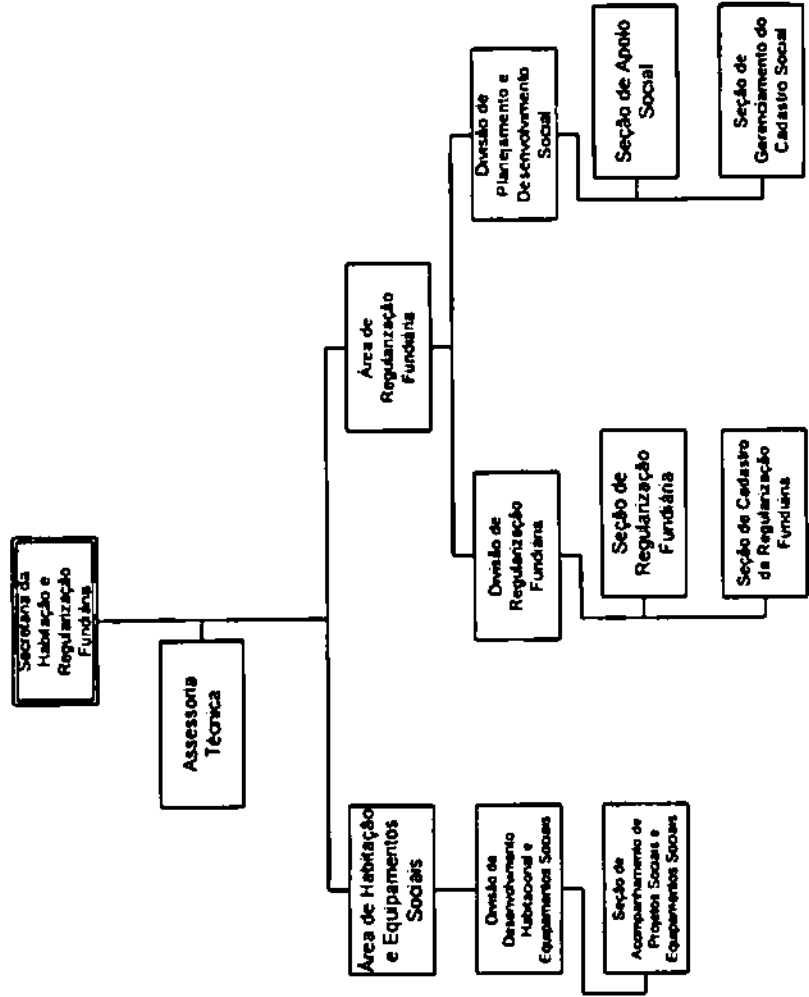 Secretaria da
Habitação e
Regularização
Fundiária
Assessoria
Técnica
Área de Habitação
e Equipamentos
Sociais
Área de
Regularização
Fundiária
Divisão de
Desenvolvimento
Habitacional e
Equipamentos Sociais
Divisão de
Regularização
Fundiária
Divisão de
Planejamento e
Desenvolvimento
Social
Seção de
Acompanhamento de
Projetos Sociais e
Equipamentos Sociais
Seção de
Regularização
Fundiária
Seção de Apoio
Social
Seção de Cadastro
da Regularização
Fundiária
Seção de
Gerenciamento do
Cadastro Social